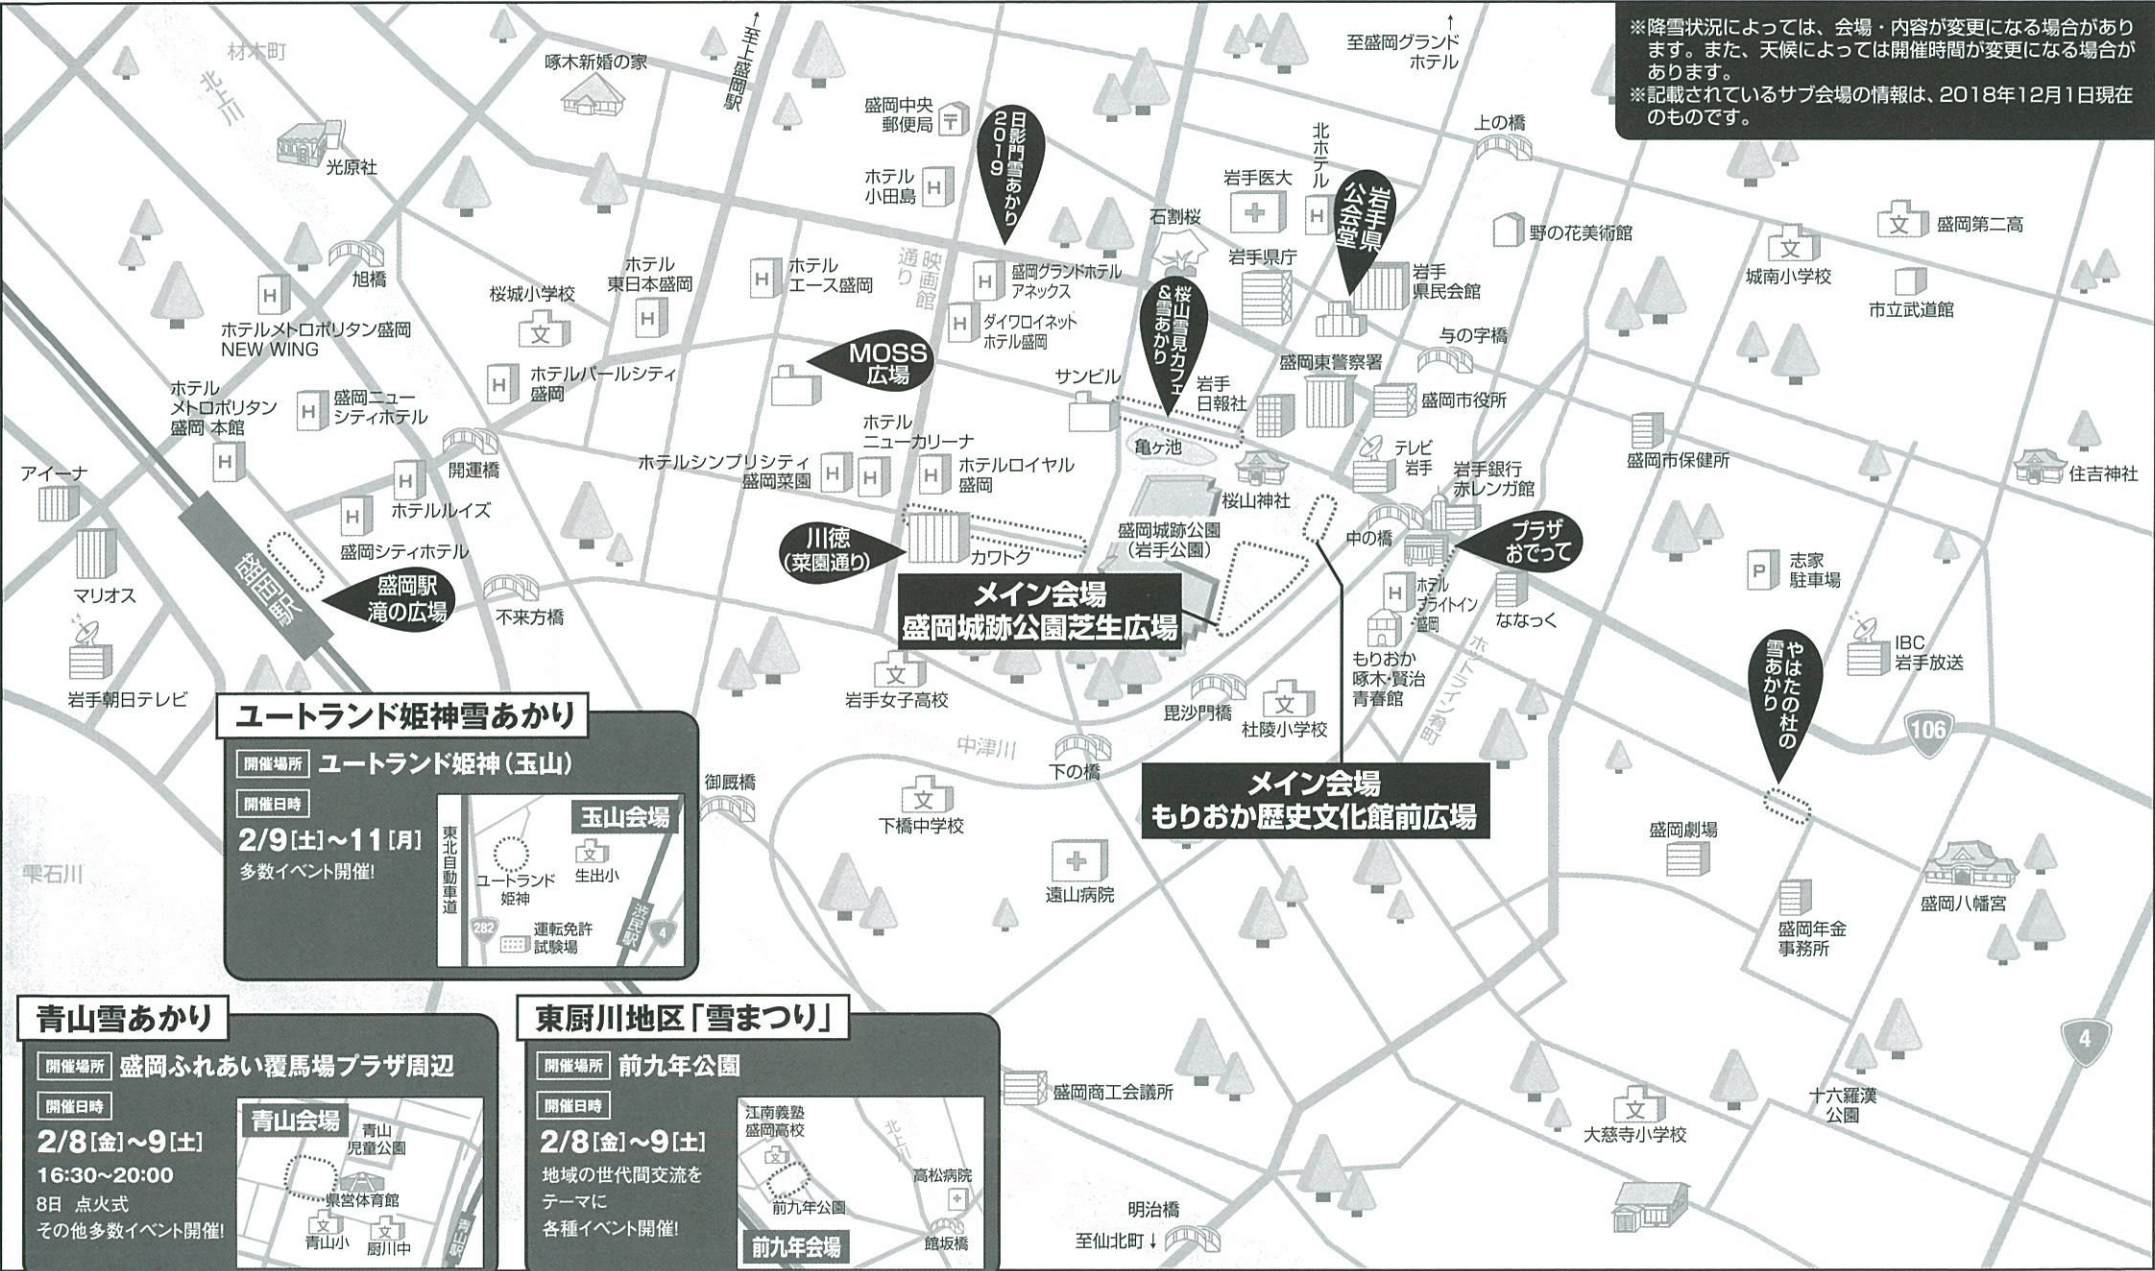 ※降雪状況によっては、会場・内容が変更になる場合があり
ます。また、天候によっては開催時間が変更になる場合が
あります。
※記載されているサブ会場の情報は、2018年12月1日現在
のものです。
材木町
北上川
光原社
啄木新婚の家
↑至上盛岡駅
盛岡中央
郵便局
ホテル
小田島
日影門雪あかり
2019
↑
至盛岡グランド
ホテル
上の橋
北ホテル
岩手医大
石割桜
岩手県
公会堂
岩手県庁
岩手
県民会館
野の花美術館
盛岡第二高
城南小学校
市立武道館
旭橋
ホテルメトロポリタン盛岡
NEW WING
桜城小学校
ホテル
東日本盛岡
ホテル
エース盛岡
映画館
通り
盛岡グランドホテル
アネックス
ダイワロイネット
ホテル盛岡
桜山雪見カフェ
&雪あかり
与の字橋
盛岡東警察署
盛岡市役所
MOSS
広場
サンビル
岩手
日報社
亀ヶ池
ホテル
メトロポリタン
盛岡 本館
盛岡ニュー
シティホテル
ホテルパールシティ
盛岡
開運橋
ホテルルイズ
盛岡シティホテル
ホテル
ニューカリーナ
ホテルシンプリシティ
盛岡菜園
ホテルロイヤル
盛岡
桜山神社
テレビ
岩手
岩手銀行
赤レンガ館
盛岡市保健所
住吉神社
アイーナ
マリオス
岩手朝日テレビ
盛岡駅
盛岡駅
滝の広場
不来方橋
川徳
(菜園通り)
カワトク
盛岡城跡公園
(岩手公園)
中の橋
プラザ
おでって
志家
駐車場
メイン会場
盛岡城跡公園芝生広場
ホテル
ブライトイン
盛岡
ななっく
もりおか
啄木・賢治
青春館
ホットライン肴町
IBC
岩手放送
やはたの杜の
雪あかり
106
岩手女子高校
毘沙門橋
杜陵小学校
中津川
下の橋
メイン会場
もりおか歴史文化館前広場
御厩橋
下橋中学校
遠山病院
盛岡劇場
盛岡年金
事務所
盛岡八幡宮
雫石川
盛岡商工会議所
大慈寺小学校
十六羅漢
公園
4
明治橋
至仙北町↓
ユートランド姫神雪あかり
開催場所 ユートランド姫神(玉山)
開催日時
2/9[土]~11[月]
多数イベント開催!
玉山会場
東北自動車道
ユートランド
姫神
生出小
282
運転免許
試験場
渋民駅
4
青山雪あかり
開催場所 盛岡ふれあい覆馬場プラザ周辺
開催日時
2/8[金]~9[土]
16:30~20:00
8日 点火式
その他多数イベント開催!
青山会場
青山
児童公園
県営体育館
青山小
厨川中
青山駅
東厨川地区「雪まつり」
開催場所 前九年公園
開催日時
2/8[金]~9[土]
地域の世代間交流を
テーマに
各種イベント開催!
江南義塾
盛岡高校
北上川
高松病院
前九年公園
館坂橋
前九年会場